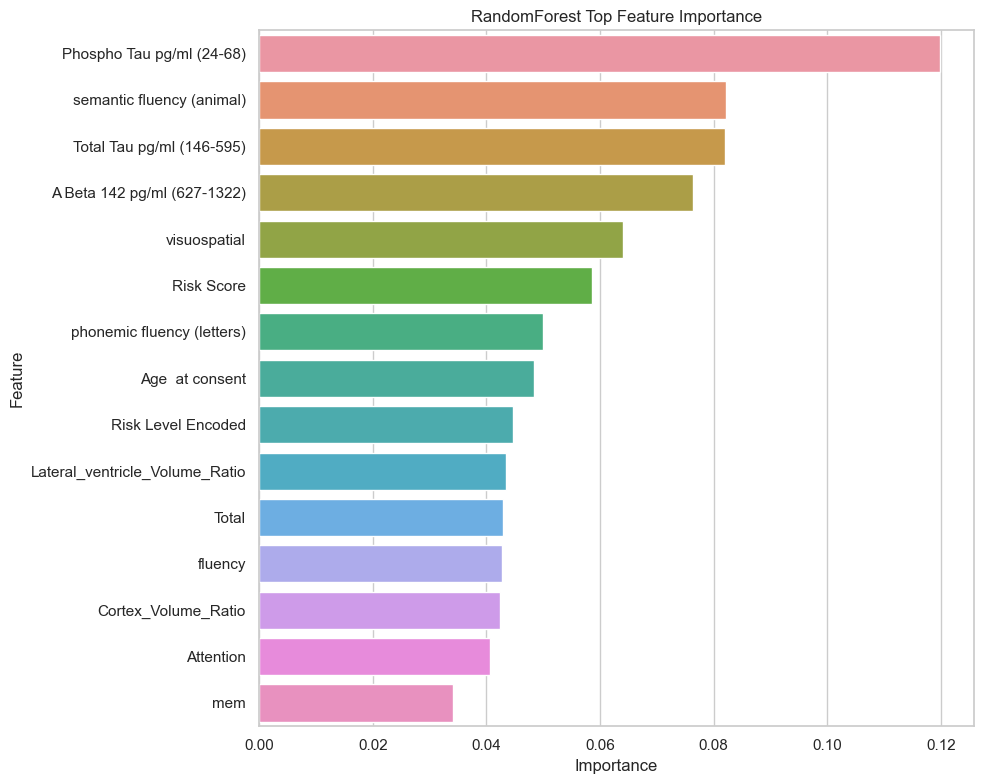 RandomForest Top Feature Importance
Phospho Tau pg/ml (24-68)
semantic fluency (animal)
Total Tau pg/ml (146-595)
A Beta 142 pg/ml (627-1322)
visuospatial
Risk Score
phonemic fluency (letters)
Age  at consent
Risk Level Encoded
Lateral_ventricle_Volume_Ratio
Total
fluency
Cortex_Volume_Ratio
Attention
mem
Feature
0.00 0.02 0.04 0.06 0.08 0.10 0.12
Importance